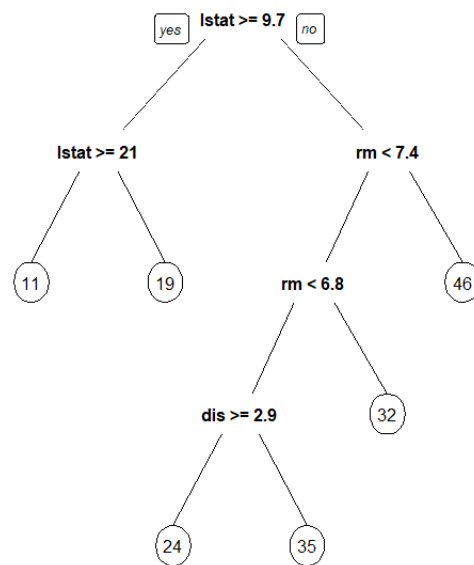 yes lstat >= 9.7 no
lstat >= 21 rm < 7.4
11 19 rm < 6.8 46
dis >= 2.9 32
24 35